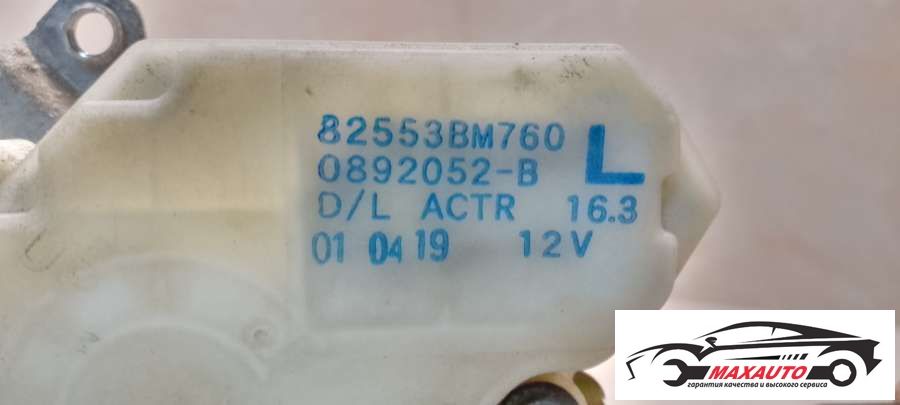 82553BM760
0892052-B L
D/L ACTR 16.3
01 04 19 12V
MAXAUTO
гарантия качества и высокого сервиса